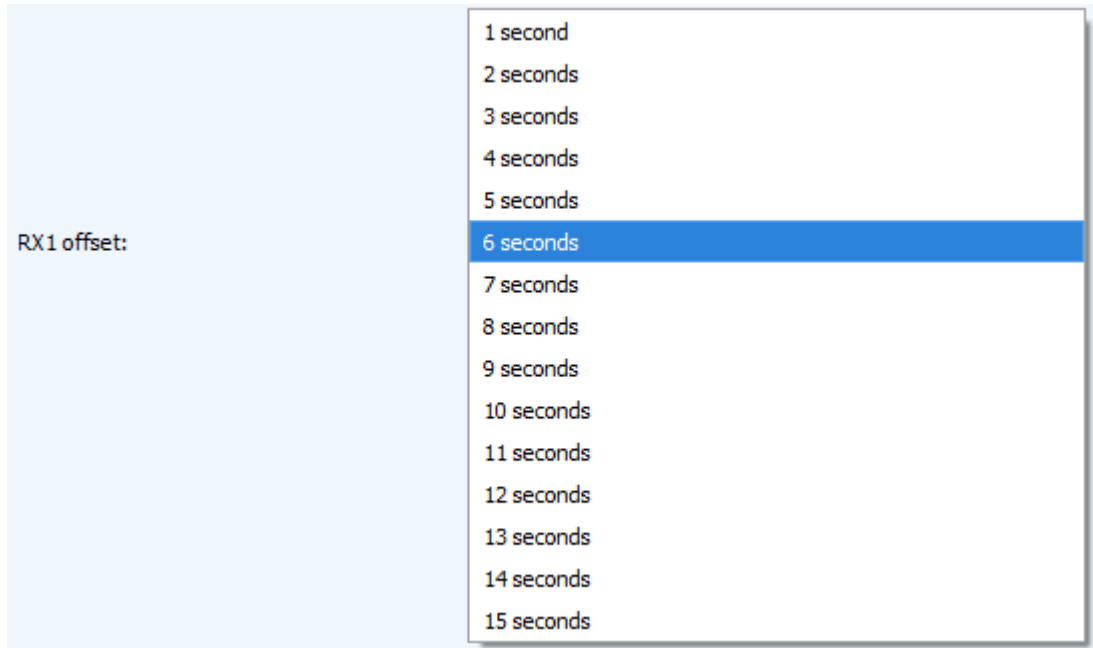 1 second
2 seconds
3 seconds
4 seconds
5 seconds
RX1 offset:
6 seconds
7 seconds
8 seconds
9 seconds
10 seconds
11 seconds
12 seconds
13 seconds
14 seconds
15 seconds